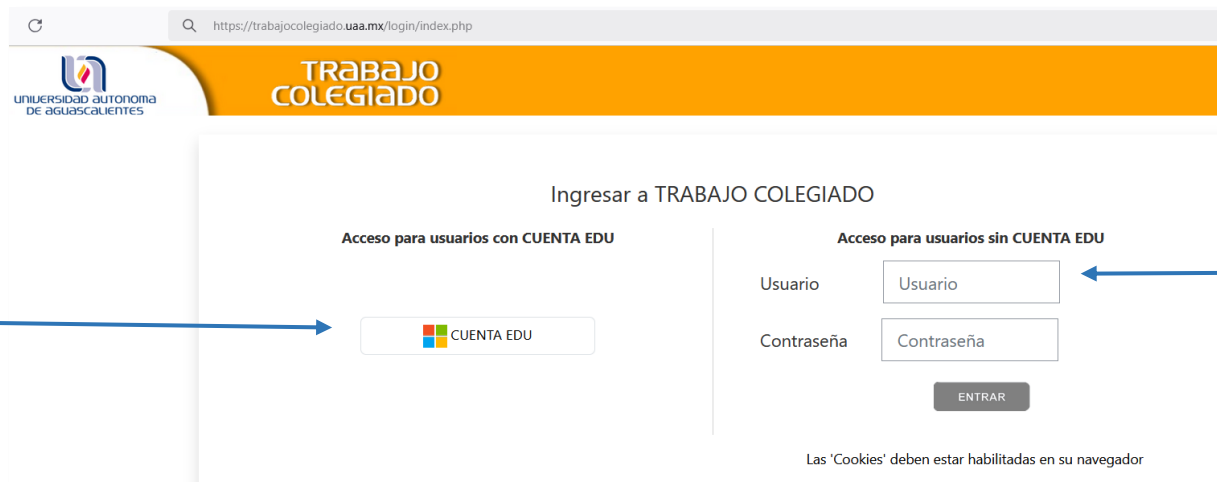 https://trabajocolegiado.uaa.mx/login/index.php
UNIVERSIDAD AUTONOMA
DE AGUASCALIENTES
TRABAJO
COLEGIADO
Ingresar a TRABAJO COLEGIADO
Acceso para usuarios con CUENTA EDU
CUENTA EDU
Acceso para usuarios sin CUENTA EDU
Usuario Usuario
Contraseña Contraseña
ENTRAR
Las 'Cookies' deben estar habilitadas en su navegador